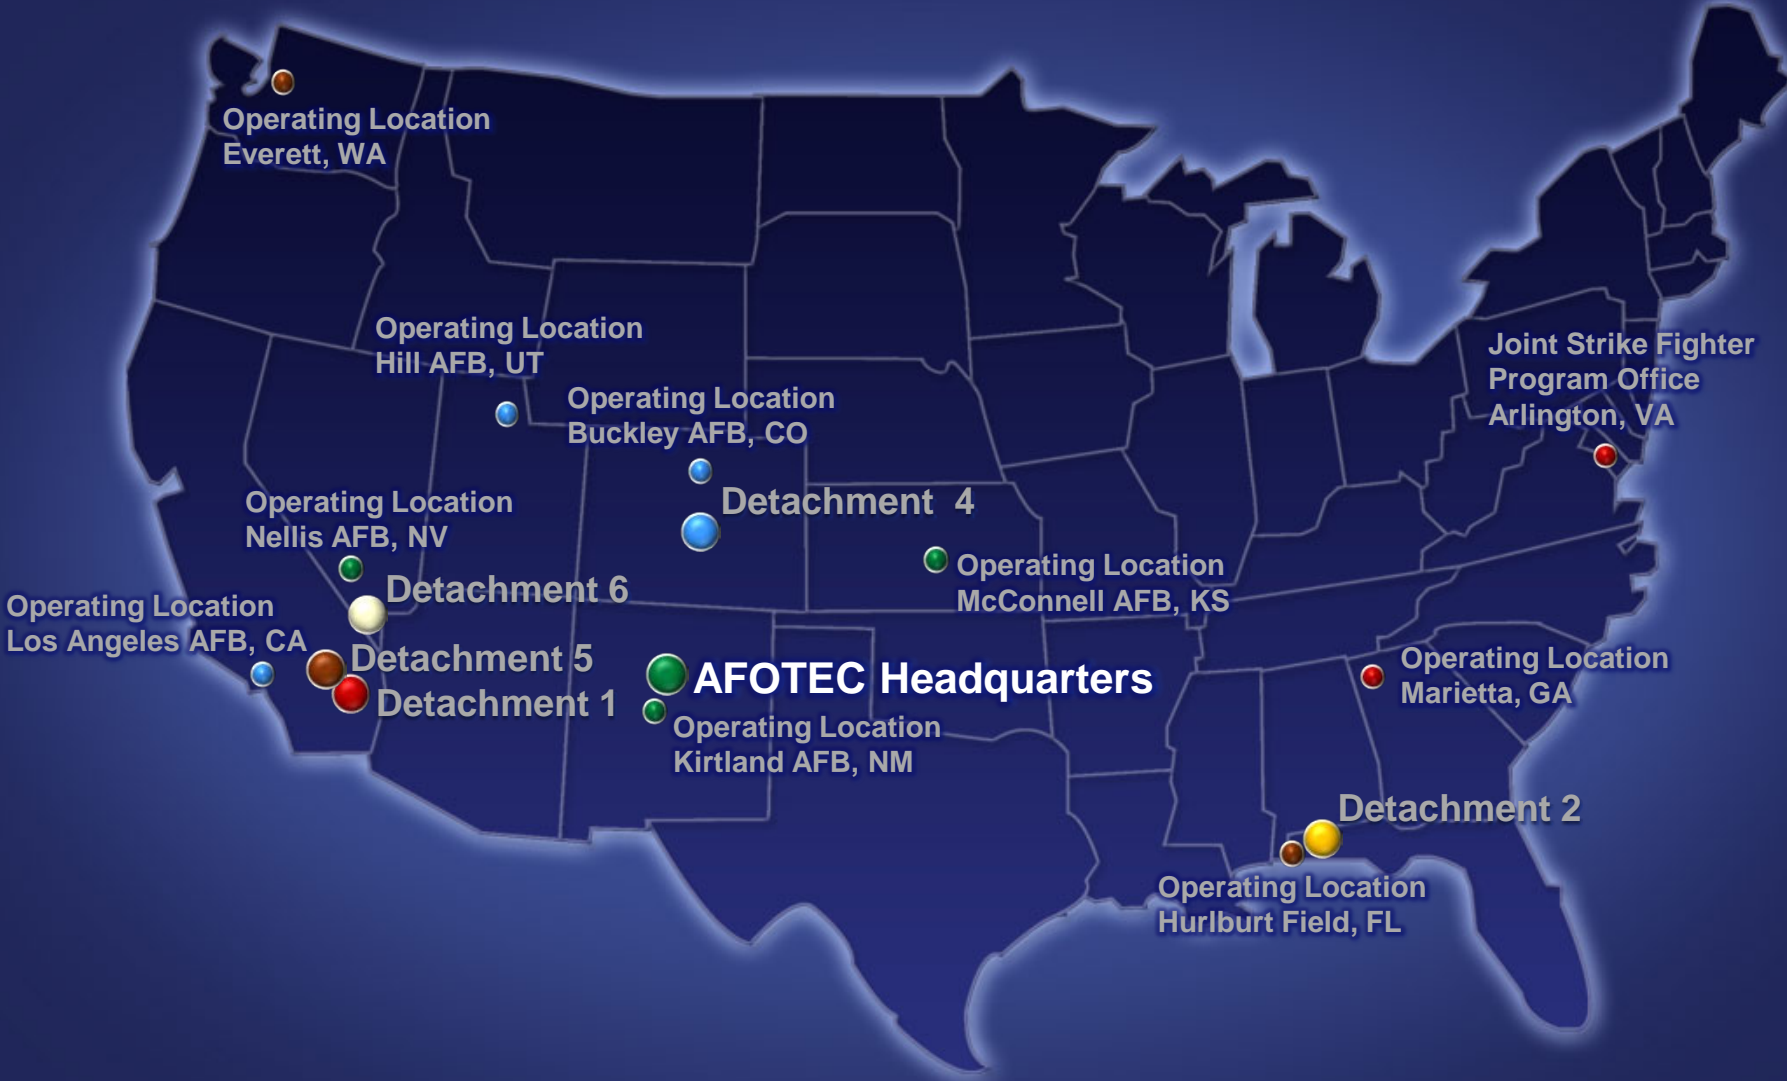 Operating Location
Everett, WA
Operating Location
Hill AFB, UT
Joint Strike Fighter
Program Office
Arlington, VA
Operating Location
Buckley AFB, CO
Detachment 4
Operating Location
Nellis AFB, NV
Operating Location
McConnell AFB, KS
Detachment 6
Operating Location
Los Angeles AFB, CA
Detachment 5
Detachment 1
AFOTEC Headquarters
Operating Location
Kirtland AFB, NM
Operating Location
Marietta, GA
Detachment 2
Operating Location
Hurlburt Field, FL